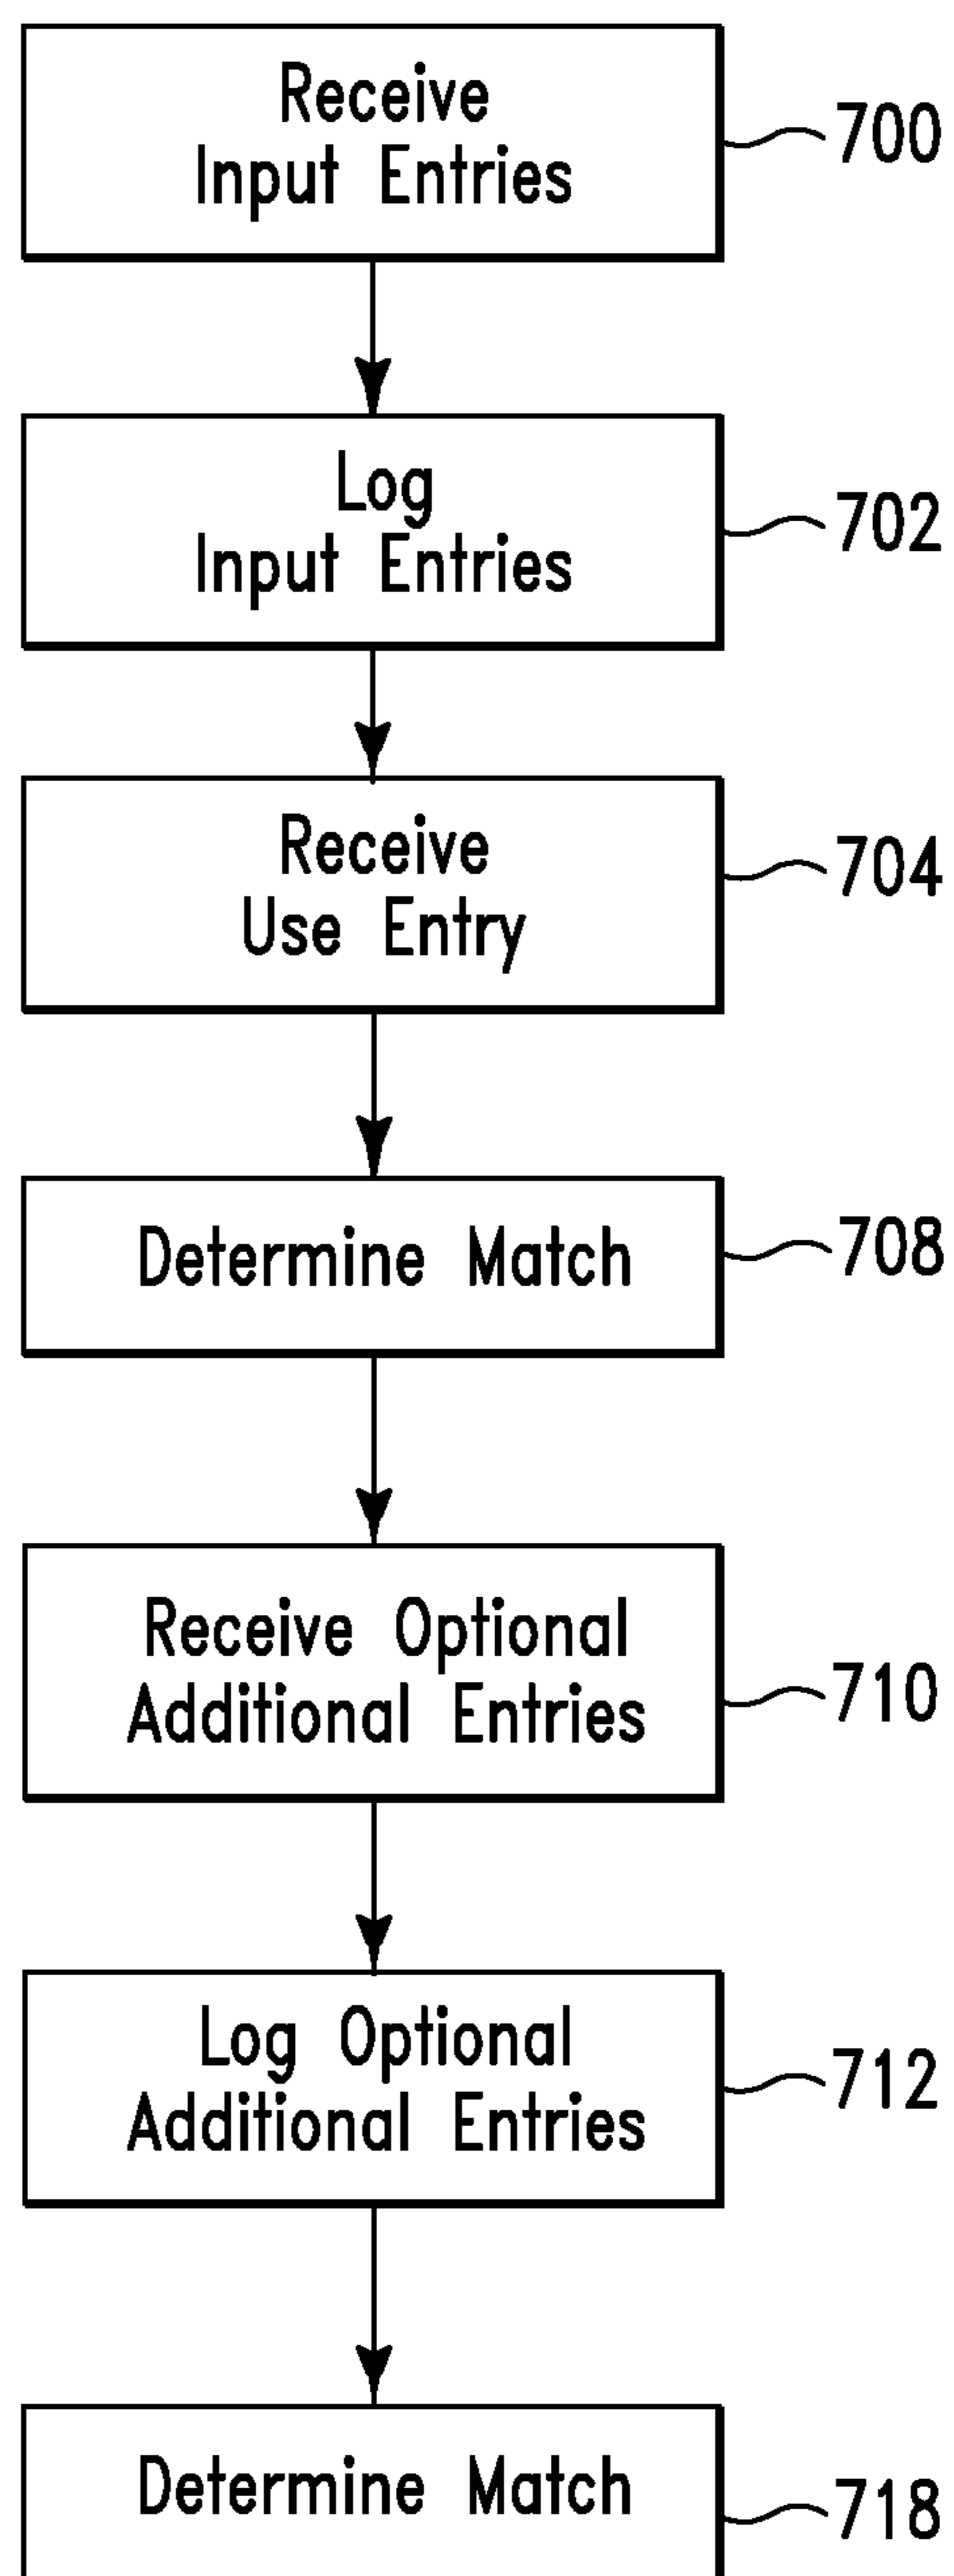 Receive
Input Entries
700
Log
Input Entries
702
Receive
Use Entry
704
Determine Match
708
Receive Optional
Additional Entries
710
Log Optional
Additional Entries
712
Determine Match
718